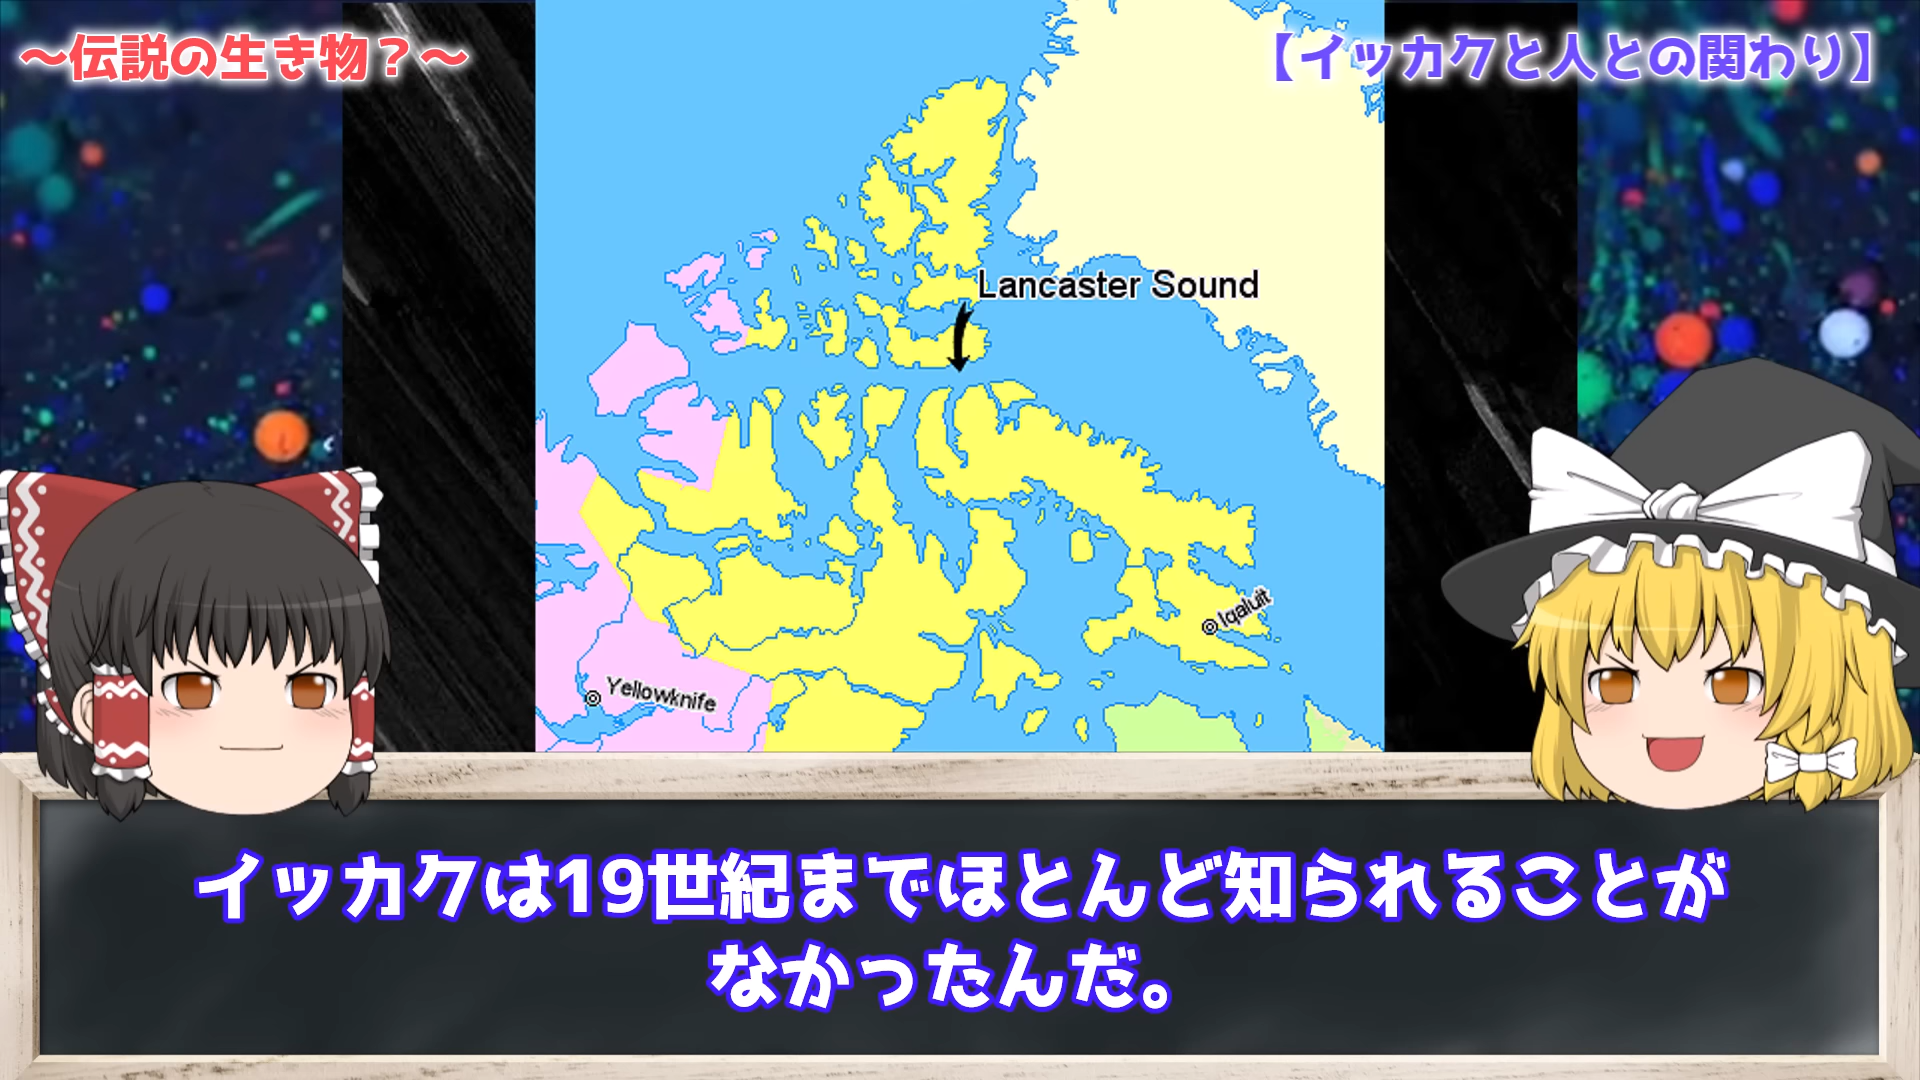 ～伝説の生き物？～
【イッカクと人との関わり】
Lancaster Sound
Iqaluit
Yellowknife
イッカクは19世紀までほとんど知られることが
なかったんだ。